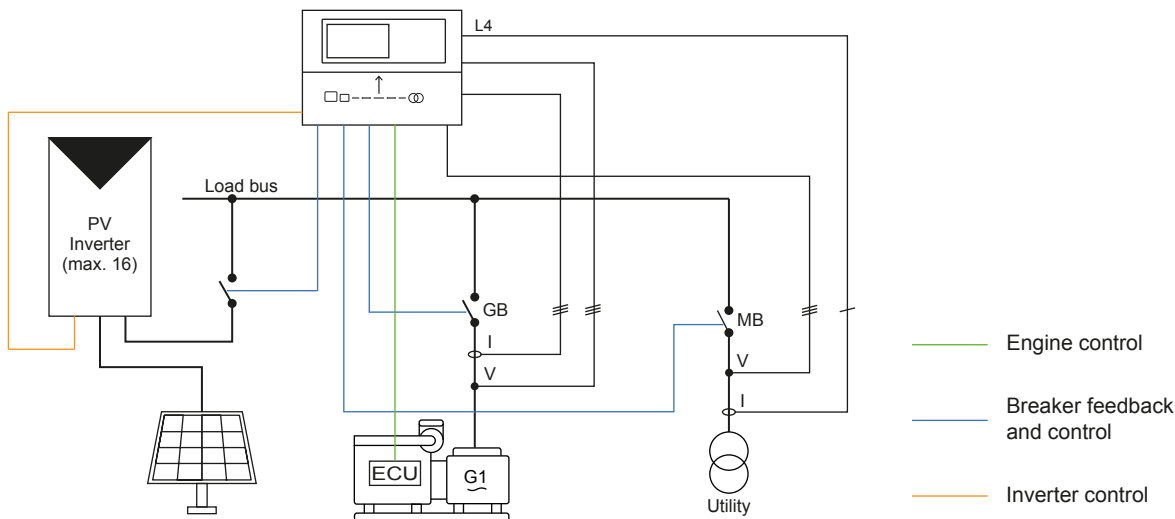 L4
Load bus
PV
Inverter
(max. 16)
GB
MB
I
V
V
I
ECU
G1
Utility
Engine control
Breaker feedback
and control
Inverter control